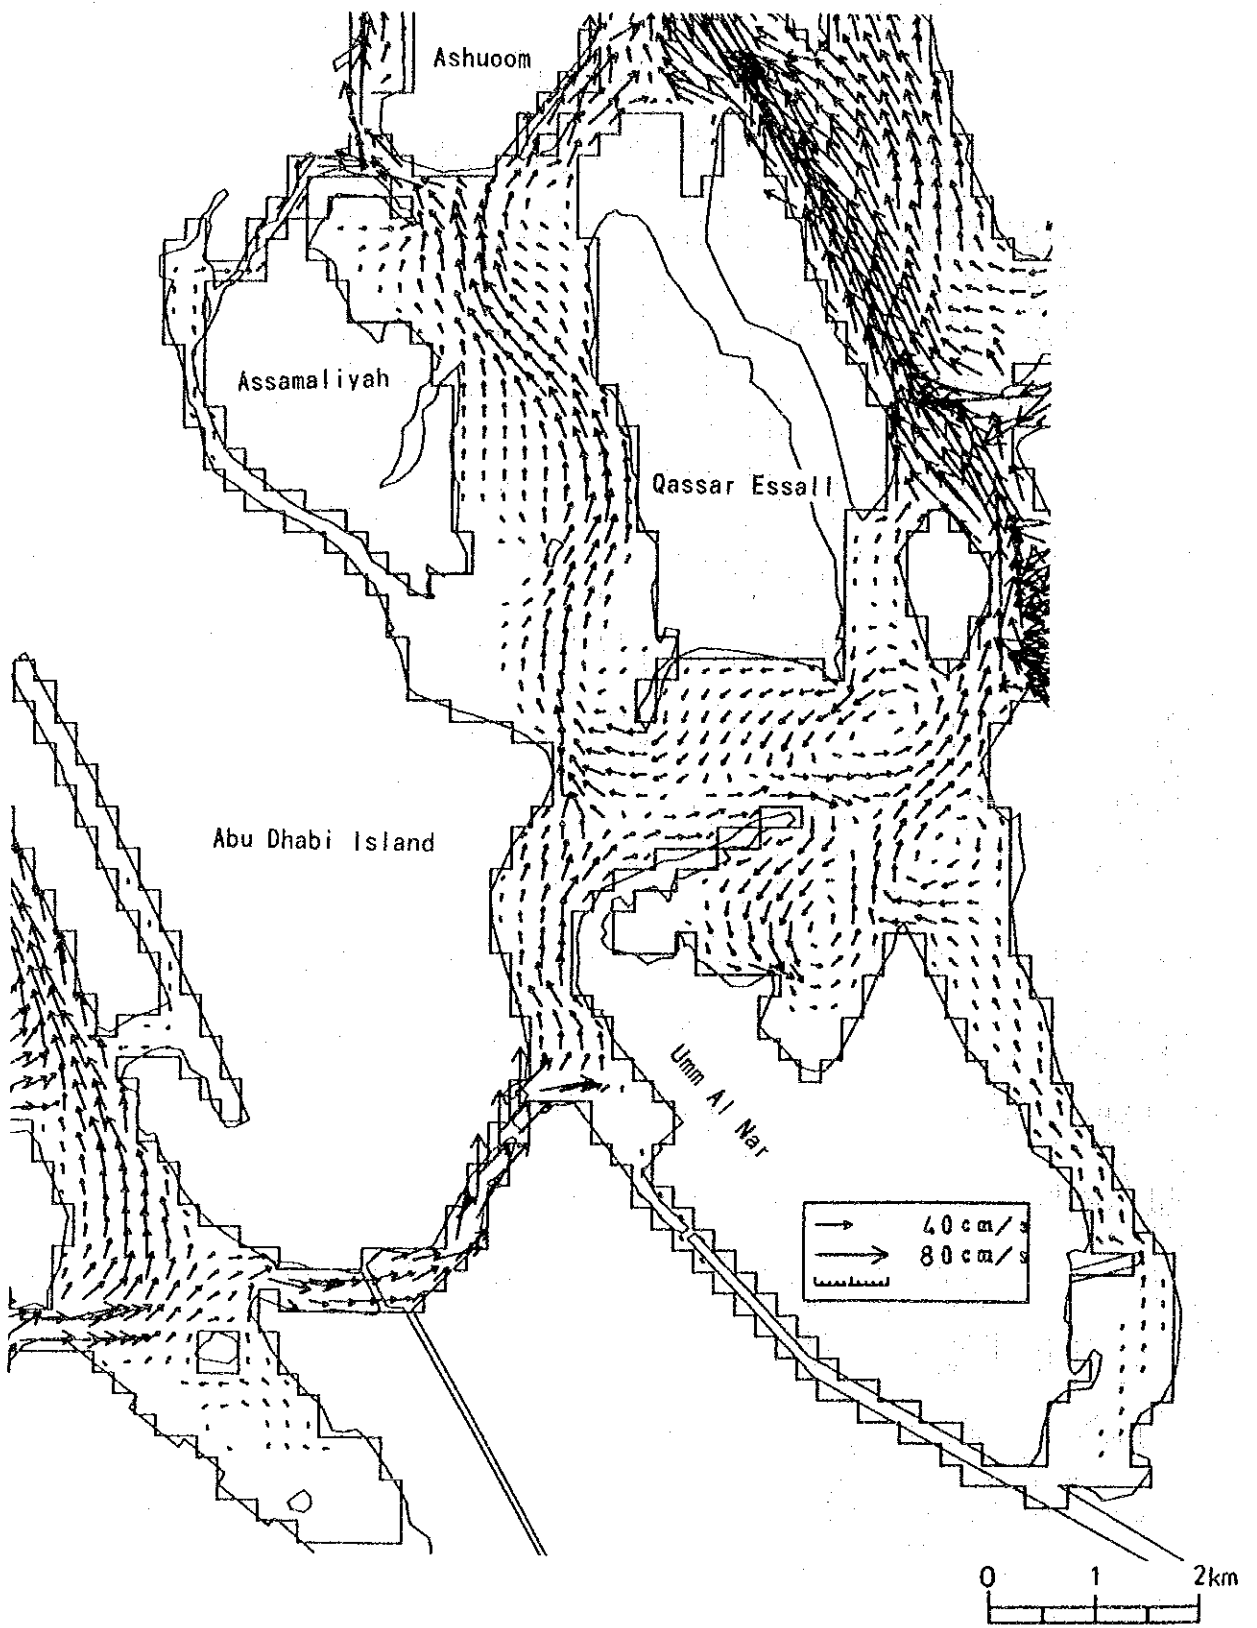 Ashuoom
Assamaliyah
Qassar Essall
Abu Dhabi Island
Umm Al Nar
40cm/s
80cm/s
0 1 2km